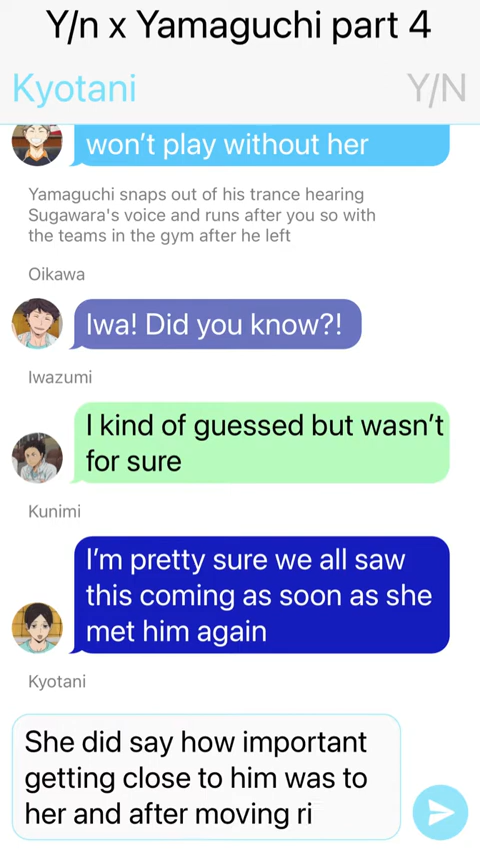 Y/n x Yamaguchi part 4
Kyotani
Y/N
won't play without her
Yamaguchi snaps out of his trance hearing
Sugawara's voice and runs after you so with
the teams in the gym after he left
Oikawa
Iwa! Did you know?!
Iwazumi
I kind of guessed but wasn't
for sure
Kunimi
I'm pretty sure we all saw
this coming as soon as she
met him again
Kyotani
She did say how important
getting close to him was to
her and after moving ri